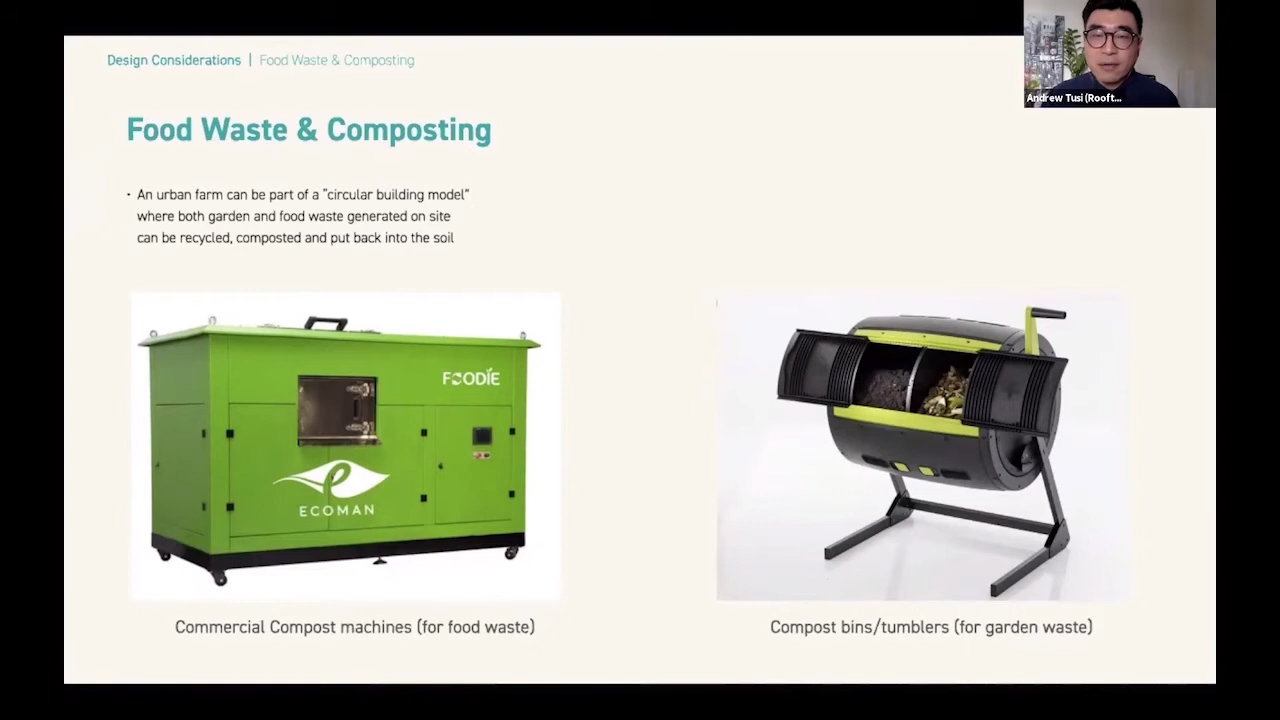 Design Considerations | Food Waste & Composting
Andrew Tusi (Rooft...
Food Waste & Composting
· An urban farm can be part of a "circular building model"
where both garden and food waste generated on site
can be recycled, composted and put back into the soil
FOODIE
ECOMAN
Commercial Compost machines (for food waste)
Compost bins/tumblers (for garden waste)